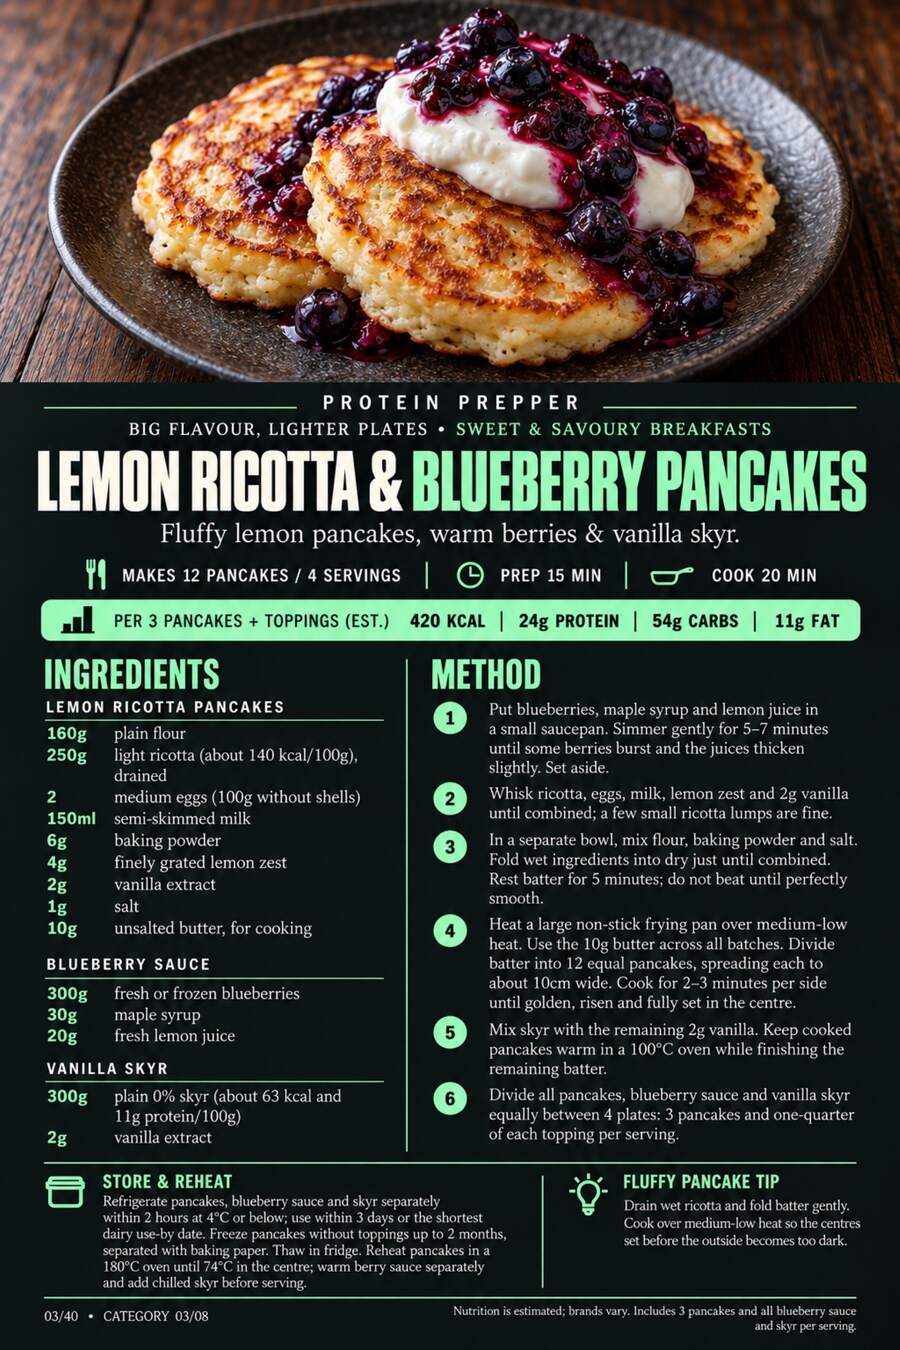 PROTEIN PREPPER
BIG FLAVOUR, LIGHTER PLATES • SWEET & SAVOURY BREAKFASTS
LEMON RICOTTA & BLUEBERRY PANCAKES
Fluffy lemon pancakes, warm berries & vanilla skyr.
MAKES 12 PANCAKES / 4 SERVINGS | PREP 15 MIN | COOK 20 MIN
PER 3 PANCAKES + TOPPINGS (EST.) 420 KCAL | 24g PROTEIN | 54g CARBS | 11g FAT
INGREDIENTS
LEMON RICOTTA PANCAKES
160g plain flour
250g light ricotta (about 140 kcal/100g),
drained
2 medium eggs (100g without shells)
150ml semi-skimmed milk
6g baking powder
4g finely grated lemon zest
2g vanilla extract
1g salt
10g unsalted butter, for cooking
BLUEBERRY SAUCE
300g fresh or frozen blueberries
30g maple syrup
20g fresh lemon juice
VANILLA SKYR
300g plain 0% skyr (about 63 kcal and
11g protein/100g)
2g vanilla extract
METHOD
1 Put blueberries, maple syrup and lemon juice in
a small saucepan. Simmer gently for 5–7 minutes
until some berries burst and the juices thicken
slightly. Set aside.
2 Whisk ricotta, eggs, milk, lemon zest and 2g vanilla
until combined; a few small ricotta lumps are fine.
3 In a separate bowl, mix flour, baking powder and salt.
Fold wet ingredients into dry just until combined.
Rest batter for 5 minutes; do not beat until perfectly
smooth.
4 Heat a large non-stick frying pan over medium-low
heat. Use the 10g butter across all batches. Divide
batter into 12 equal pancakes, spreading each to
about 10cm wide. Cook for 2–3 minutes per side
until golden, risen and fully set in the centre.
5 Mix skyr with the remaining 2g vanilla. Keep cooked
pancakes warm in a 100°C oven while finishing the
remaining batter.
6 Divide all pancakes, blueberry sauce and vanilla skyr
equally between 4 plates: 3 pancakes and one-quarter
of each topping per serving.
STORE & REHEAT
Refrigerate pancakes, blueberry sauce and skyr separately
within 2 hours at 4°C or below; use within 3 days or the shortest
dairy use-by date. Freeze pancakes without toppings up to 2 months,
separated with baking paper. Thaw in fridge. Reheat pancakes in a
180°C oven until 74°C in the centre; warm berry sauce separately
and add chilled skyr before serving.
FLUFFY PANCAKE TIP
Drain wet ricotta and fold batter gently.
Cook over medium-low heat so the centres
set before the outside becomes too dark.
03/40 • CATEGORY 03/08
Nutrition is estimated; brands vary. Includes 3 pancakes and all blueberry sauce
and skyr per serving.